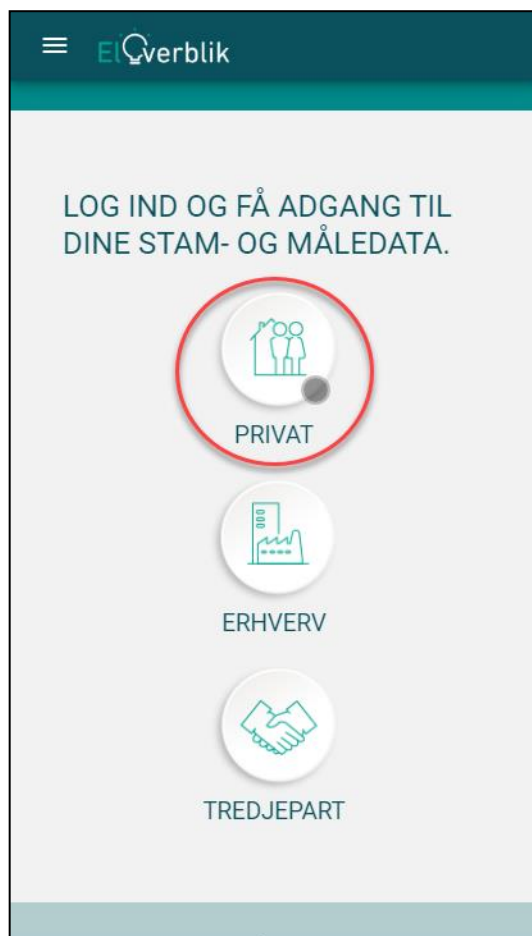 ElOverblik
LOG IND OG FÅ ADGANG TIL
DINE STAM- OG MÅLEDATA.
PRIVAT
ERHVERV
TREDJEPART